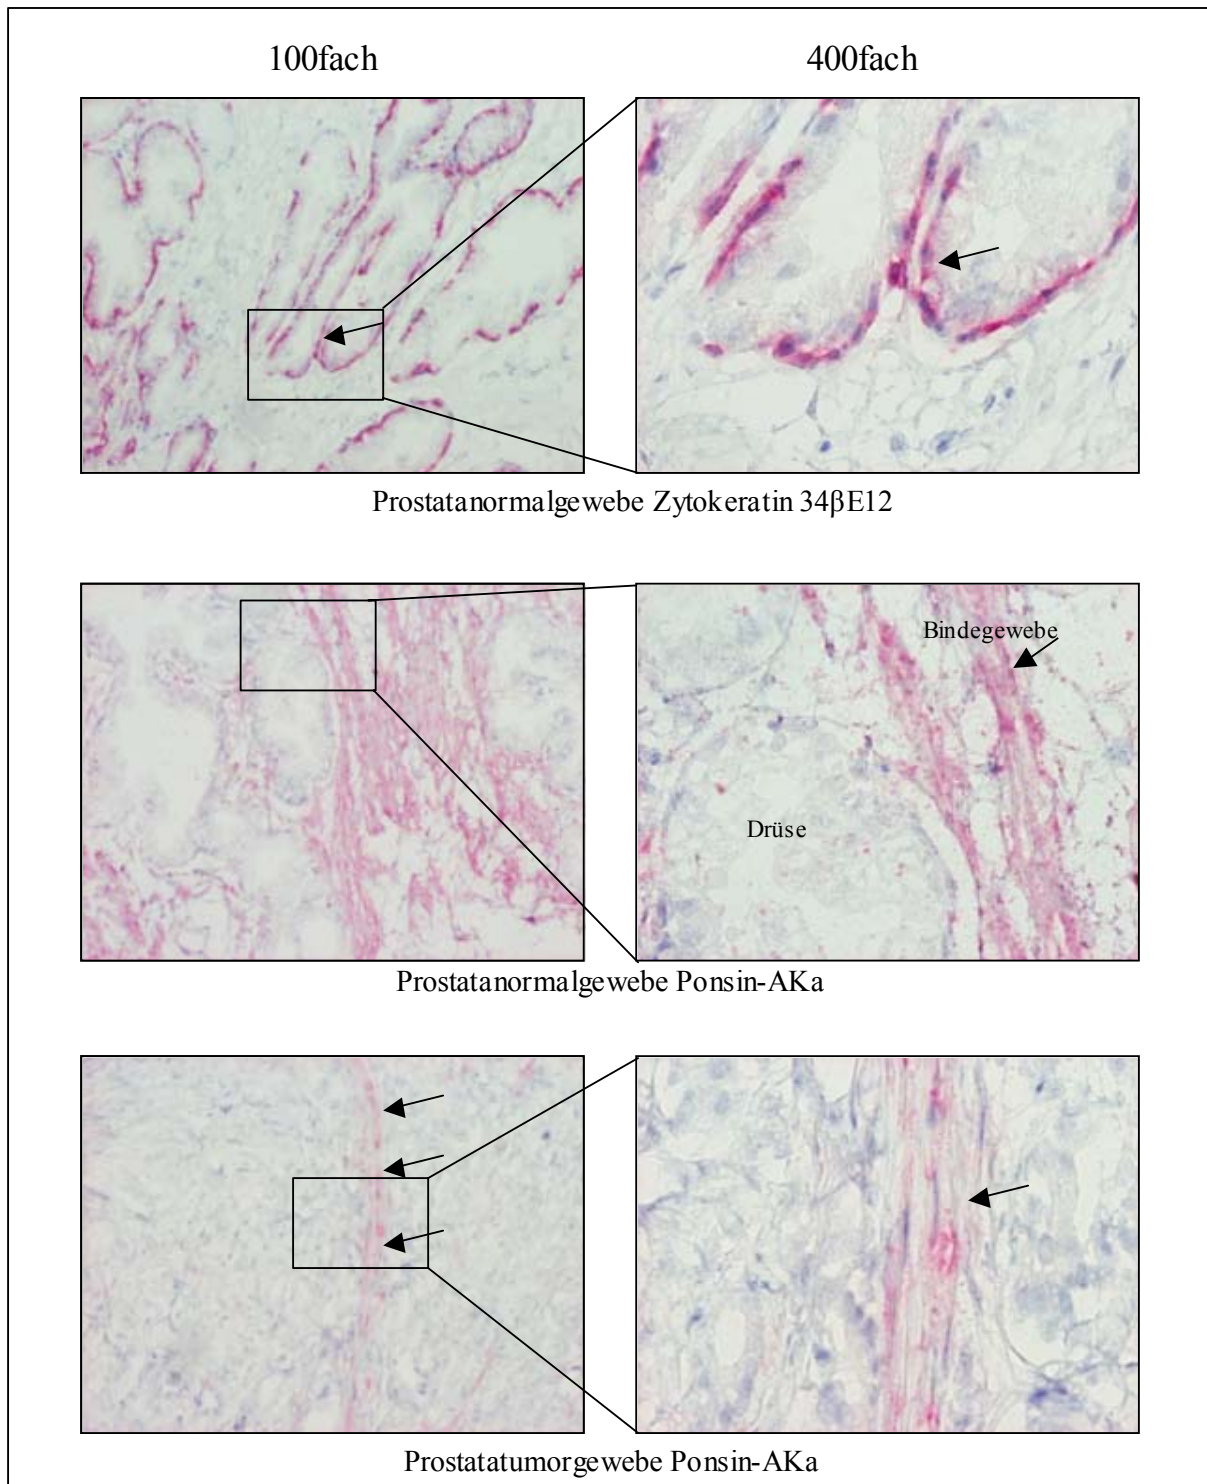 100fach
400fach
Prostatanormalgewebe Zytokeratin 34βE12
Bindegewebe
Drüse
Prostatanormalgewebe Ponsin-AKa
Prostatatumorgewebe Ponsin-AKa